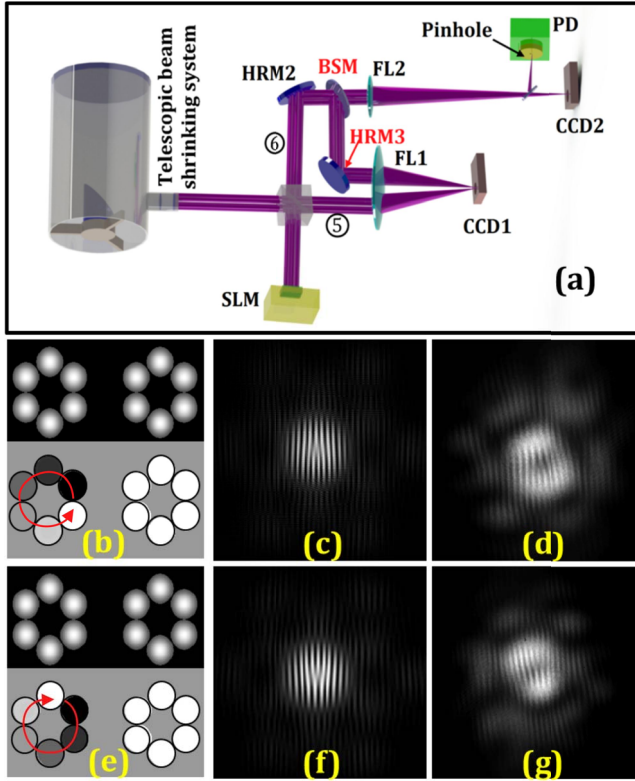 Telescopic beam
shrinking system
HRM2
BSM
FL2
Pinhole
PD
CCD2
⑥
HRM3
FL1
⑤
CCD1
SLM
(a)
(b)
(c)
(d)
(e)
(f)
(g)